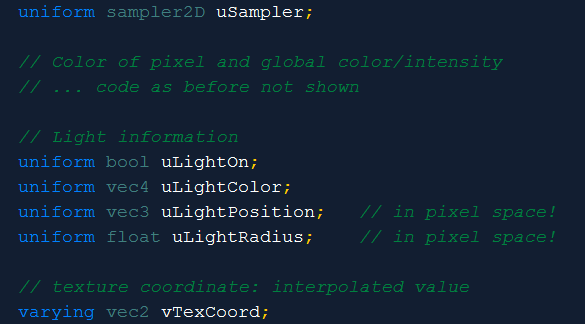 uniform sampler2D uSampler;
// Color of pixel and global color/intensity
// ... code as before not shown
// Light information
uniform bool uLightOn;
uniform vec4 uLightColor;
uniform vec3 uLightPosition;   // in pixel space!
uniform float uLightRadius;    // in pixel space!
// texture coordinate: interpolated value
varying vec2 vTexCoord;